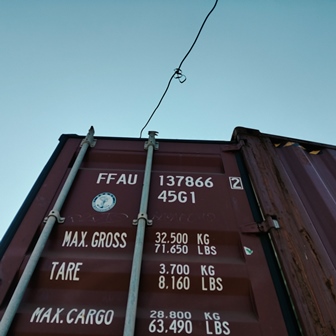 FFAU 137866 2
45G1
MAX.GROSS 32.500 KG
71.650 LBS
TARE 3.700 KG
8.160 LBS
MAX.CARGO 28.800 KG
63.490 LBS